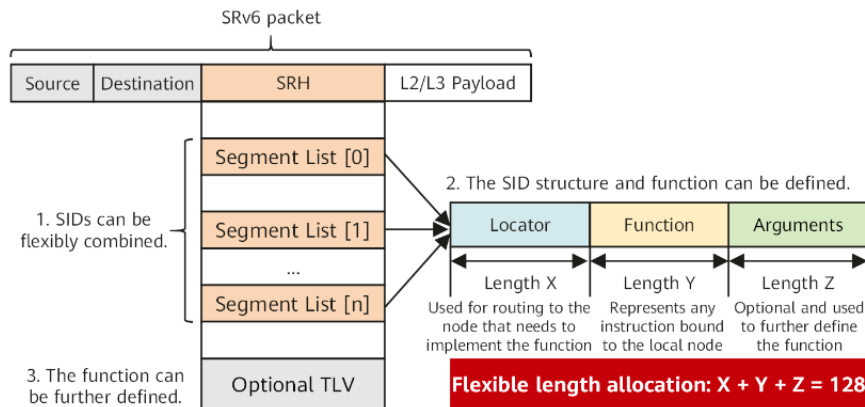 SRv6 packet
Source Destination SRH L2/L3 Payload
Segment List [0]
Segment List [1]
...
Segment List [n]
Optional TLV
1. SIDs can be
flexibly combined.
3. The function can
be further defined.
2. The SID structure and function can be defined.
Locator Function Arguments
Length X Length Y Length Z
Used for routing to the
node that needs to
implement the function
Represents any
instruction bound
to the local node
Optional and used
to further define
the function
Flexible length allocation: X + Y + Z = 128